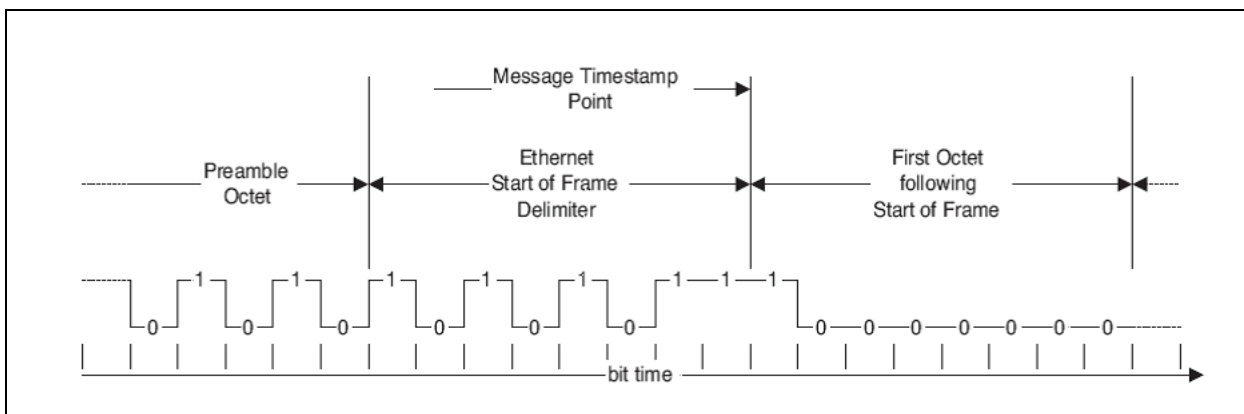 Message Timestamp
Point
Preamble
Octet
Ethernet
Start of Frame
Delimiter
First Octet
following
Start of Frame
0 1 0 1 0 1 0 1 0 1 0 1 1 1 0 0 0 0 0 0 0
bit time